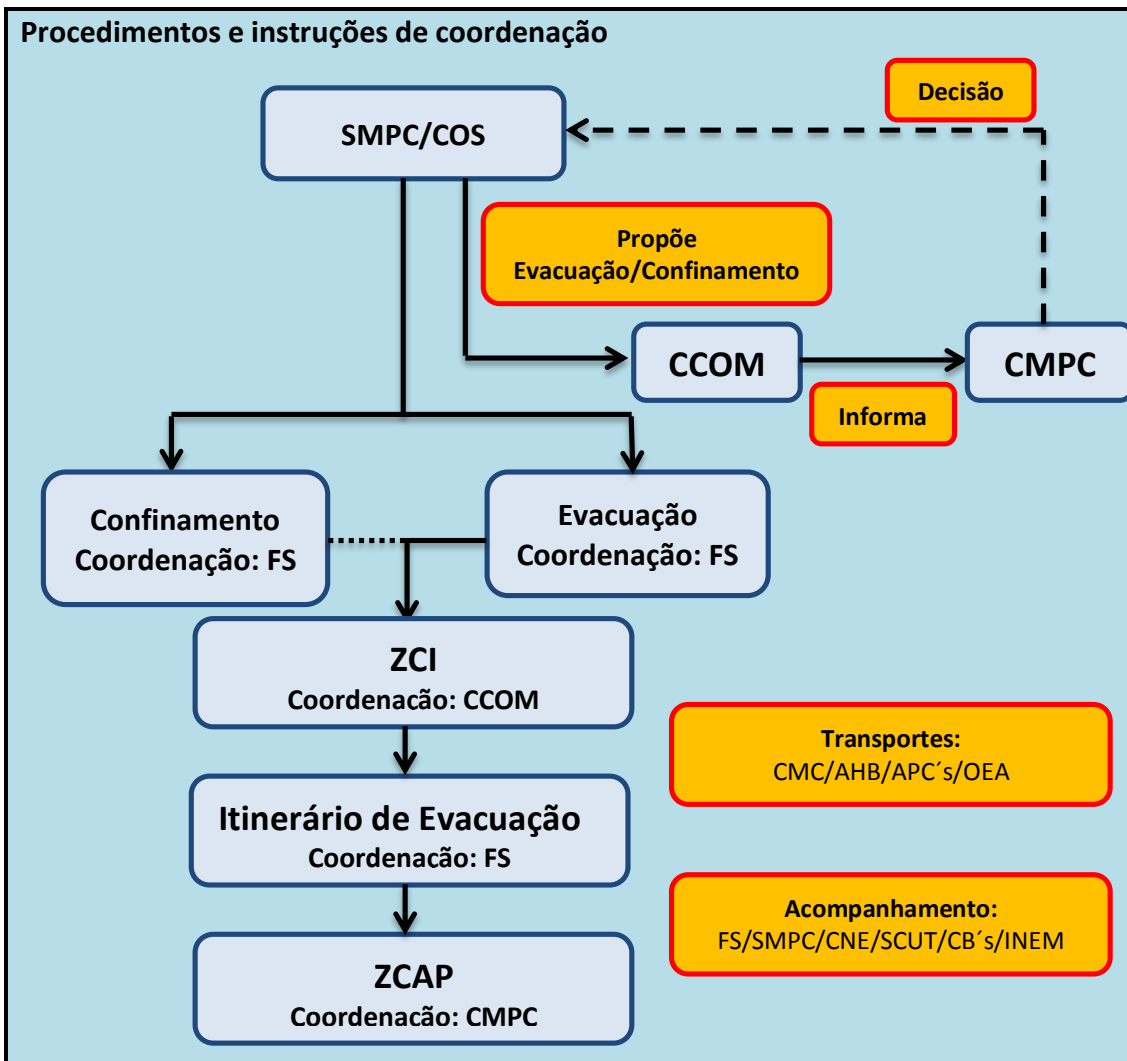 Procedimentos e instruções de coordenação
Decisão
SMPC/COS
Propõe
Evacuação/Confinamento
CCOM
CMPC
Informa
Confinamento
Coordenação: FS
Evacuação
Coordenação: FS
ZCI
Coordenacão: CCOM
Itinerário de Evacuação
Coordenacão: FS
ZCAP
Coordenacão: CMPC
Transportes:
CMC/AHB/APC´s/OEA
Acompanhamento:
FS/SMPC/CNE/SCUT/CB´s/INEM